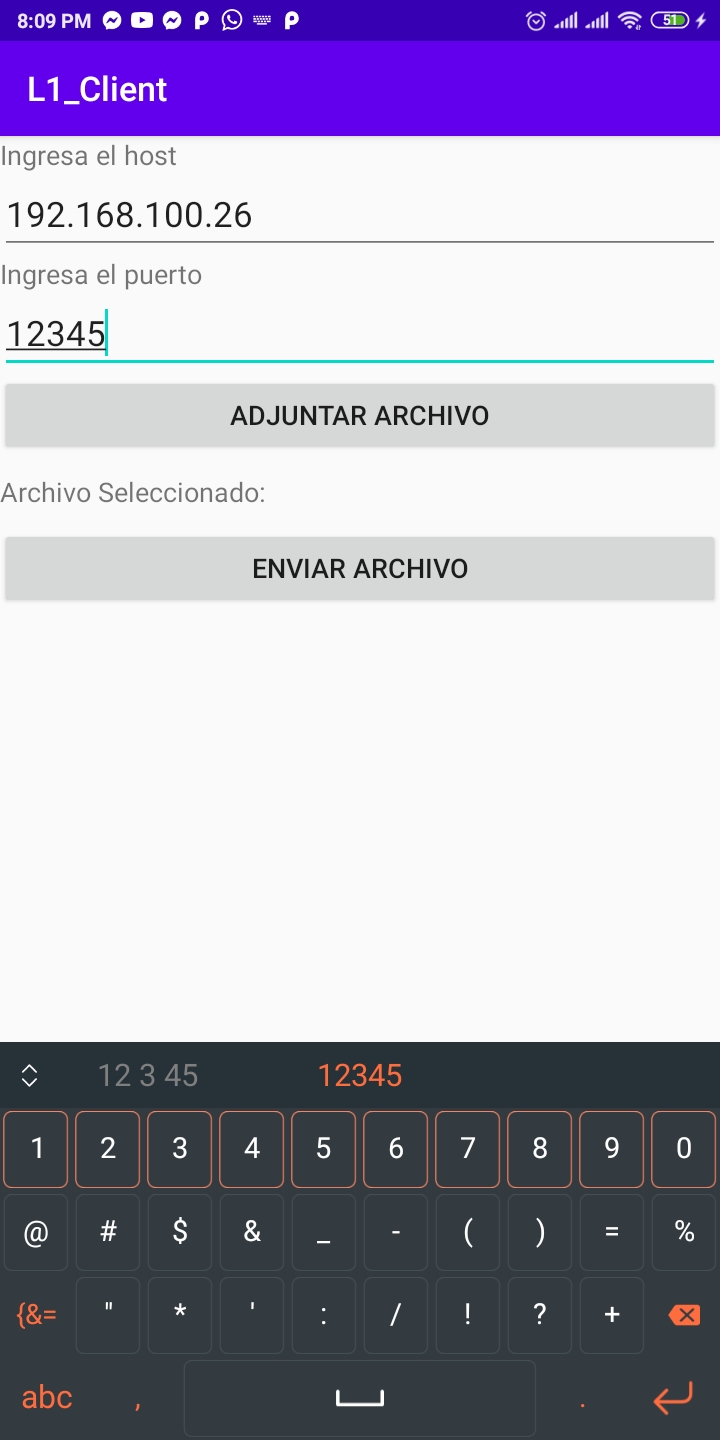 8:09 PM 51
L1_Client
Ingresa el host
192.168.100.26
Ingresa el puerto
12345
ADJUNTAR ARCHIVO
Archivo Seleccionado:
ENVIAR ARCHIVO
12 3 45 12345
1 2 3 4 5 6 7 8 9 0
@ # $ & _ - ( ) = %
{&= " * ' : / ! ? +
abc , .